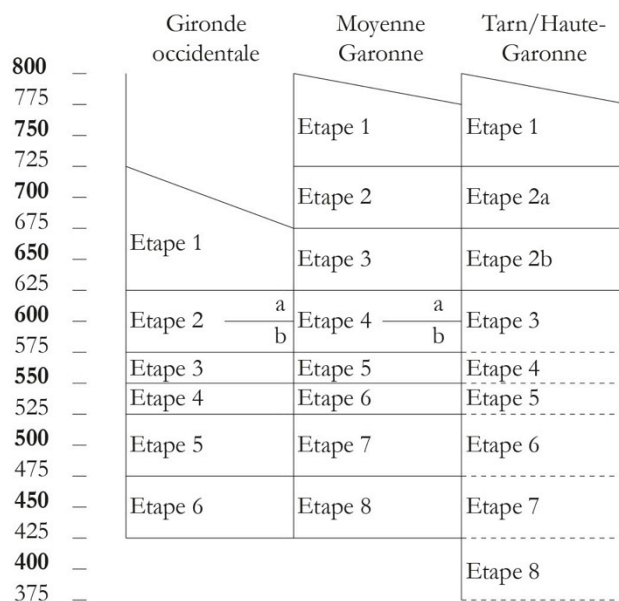 Gironde occidentale
Moyenne Garonne
Tarn/Haute-Garonne
800
775
Etape 1 Etape 1
750
725
700 Etape 2 Etape 2a
675
Etape 1
650 Etape 3 Etape 2b
625
a a
600 Etape 2 Etape 4 Etape 3
b b
575
Etape 3 Etape 5 Etape 4
550
Etape 4 Etape 6 Etape 5
525
500 Etape 5 Etape 7 Etape 6
475
450 Etape 6 Etape 8 Etape 7
425
400 Etape 8
375